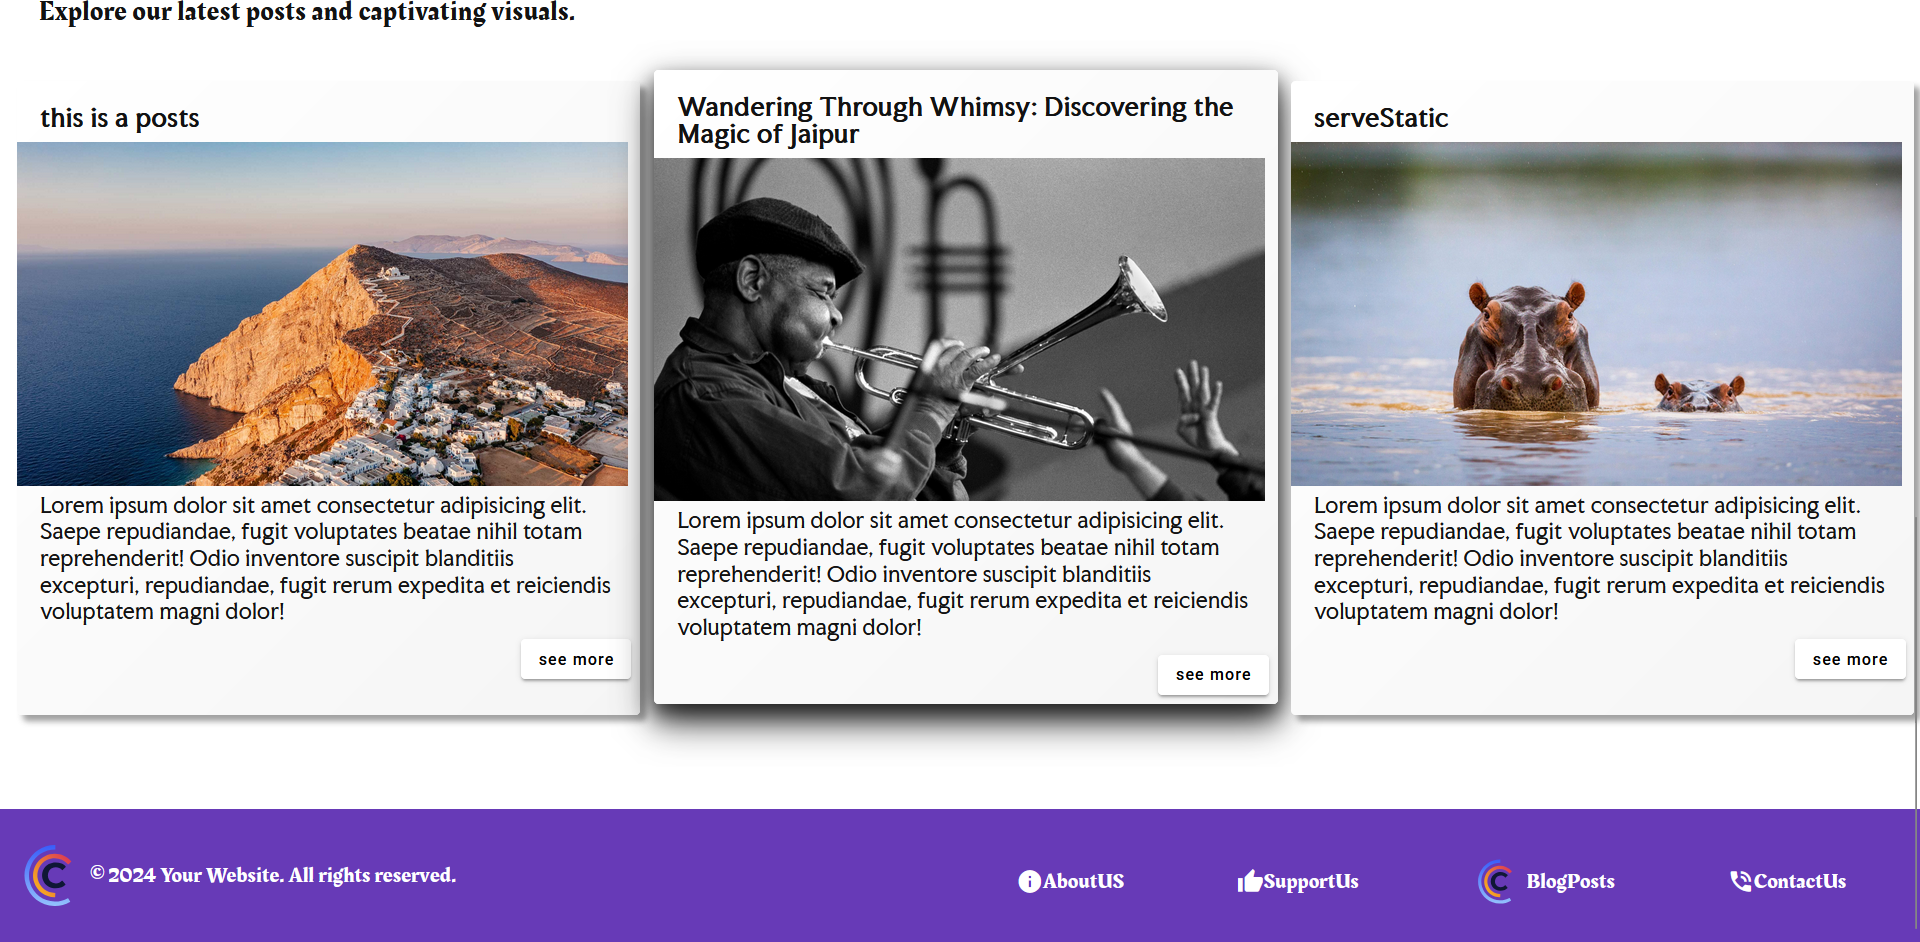 Explore our latest posts and captivating visuals.
this is a posts
Lorem ipsum dolor sit amet consectetur adipisicing elit.
Saepe repudiandae, fugit voluptates beatae nihil totam
reprehenderit! Odio inventore suscipit blanditiis
excepturi, repudiandae, fugit rerum expedita et reiciendis
voluptatem magni dolor!
see more
Wandering Through Whimsy: Discovering the
Magic of Jaipur
Lorem ipsum dolor sit amet consectetur adipisicing elit.
Saepe repudiandae, fugit voluptates beatae nihil totam
reprehenderit! Odio inventore suscipit blanditiis
excepturi, repudiandae, fugit rerum expedita et reiciendis
voluptatem magni dolor!
see more
serveStatic
Lorem ipsum dolor sit amet consectetur adipisicing elit.
Saepe repudiandae, fugit voluptates beatae nihil totam
reprehenderit! Odio inventore suscipit blanditiis
excepturi, repudiandae, fugit rerum expedita et reiciendis
voluptatem magni dolor!
see more
© 2024 Your Website. All rights reserved.
AboutUS
SupportUs
BlogPosts
ContactUs